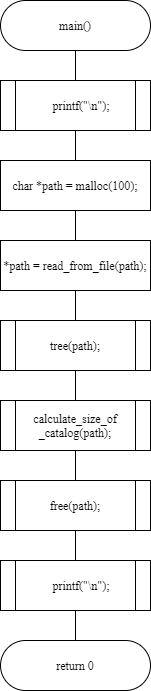 main()
printf("\n");
char *path = malloc(100);
*path = read_from_file(path);
tree(path);
calculate_size_of
_catalog(path);
free(path);
printf("\n");
return 0